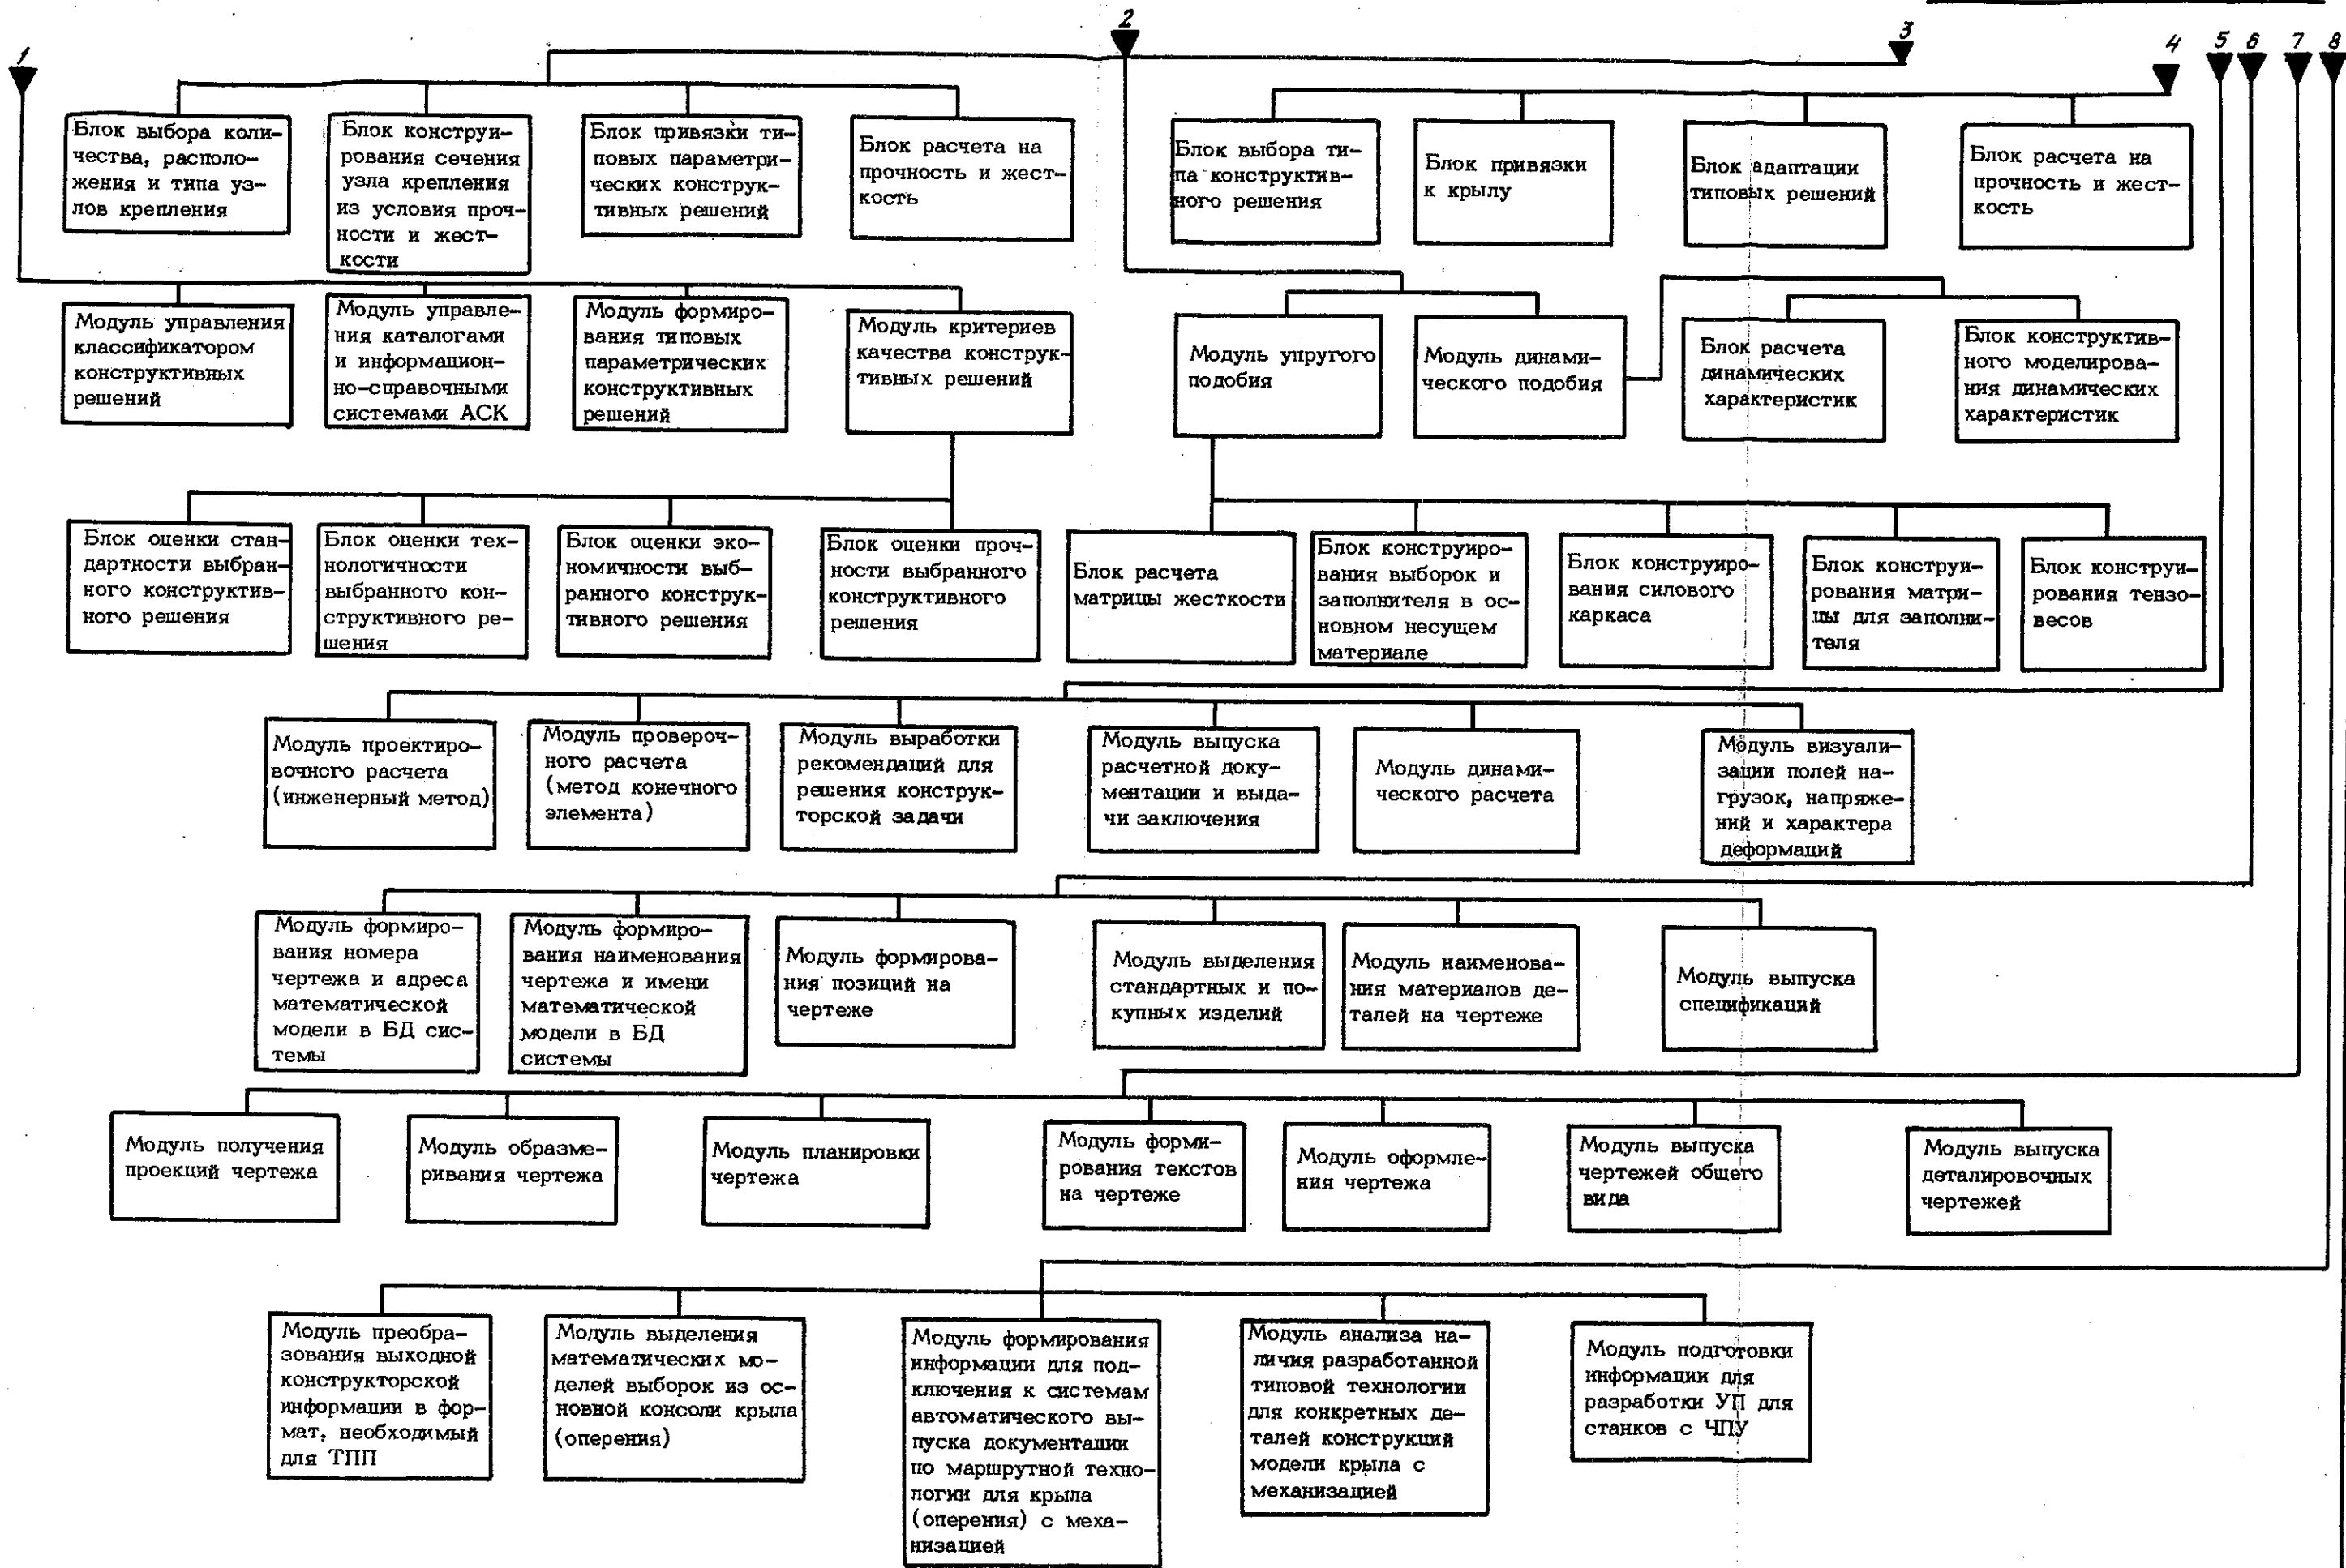 1
2
3
4
5
6
7
8
Блок выбора коли-
чества, располо-
жения и типа уз-
лов крепления
Блок конструи-
рования сечения
узла крепления
из условия проч-
ности и жест-
кости
Блок привязки ти-
повых параметри-
ческих конструк-
тивных решений
Блок расчета на
прочность и жест-
кость
Блок выбора ти-
па конструктив-
ного решения
Блок привязки
к крылу
Блок адаптации
типовых решений
Блок расчета на
прочность и жест-
кость
Модуль управления
классификатором
конструктивных
решений
Модуль управле-
ния каталогами
и информацион-
но-справочными
системами АСК
Модуль формиро-
вания типовых
параметрических
конструктивных
решений
Модуль критериев
качества конструк-
тивных решений
Модуль упругого
подобия
Модуль динами-
ческого подобия
Блок расчета
динамических
характеристик
Блок конструктив-
ного моделирова-
ния динамических
характеристик
Блок оценки стан-
дартности выбран-
ного конструктив-
ного решения
Блок оценки тех-
нологичности
выбранного кон-
структивного ре-
шения
Блок оценки эко-
номичности выб-
ранного конструк-
тивного решения
Блок оценки проч-
ности выбранного
конструктивного
решения
Блок расчета
матрицы жесткости
Блок конструиро-
вания выборок и
заполнителя в ос-
новном несущем
материале
Блок конструиро-
вания силового
каркаса
Блок конструи-
рования матри-
цы для заполни-
теля
Блок конструи-
рования тензо-
весов
Модуль проектиро-
вочного расчета
(инженерный метод)
Модуль провероч-
ного расчета
(метод конечного
элемента)
Модуль выработки
рекомендаций для
решения конструк-
торской задачи
Модуль выпуска
расчетной доку-
ментации и выда-
чи заключения
Модуль динами-
ческого расчета
Модуль визуали-
зации полей на-
грузок, напряже-
ний и характера
деформаций
Модуль формиро-
вания номера
чертежа и адреса
математической
модели в БД сис-
темы
Модуль формиро-
вания наименования
чертежа и имени
математической
модели в БД
системы
Модуль формирова-
ния позиций на
чертеже
Модуль выделения
стандартных и по-
купных изделий
Модуль наименова-
ния материалов де-
талей на чертеже
Модуль выпуска
спецификаций
Модуль получения
проекций чертежа
Модуль образме-
ривания чертежа
Модуль планировки
чертежа
Модуль форми-
рования текстов
на чертеже
Модуль оформле-
ния чертежа
Модуль выпуска
чертежей общего
вида
Модуль выпуска
деталировочных
чертежей
Модуль преобра-
зования выходной
конструкторской
информации в фор-
мат, необходимый
для ТПП
Модуль выделения
математических мо-
делей выборок из ос-
новной консоли крыла
(оперения)
Модуль формирования
информации для под-
ключения к системам
автоматического вы-
пуска документации
по маршрутной техно-
логии для крыла
(оперения) с меха-
низацией
Модуль анализа на-
личия разработанной
типовой технологии
для конкретных де-
талей конструкций
модели крыла с
механизацией
Модуль подготовки
информации для
разработки УП для
станков с ЧПУ